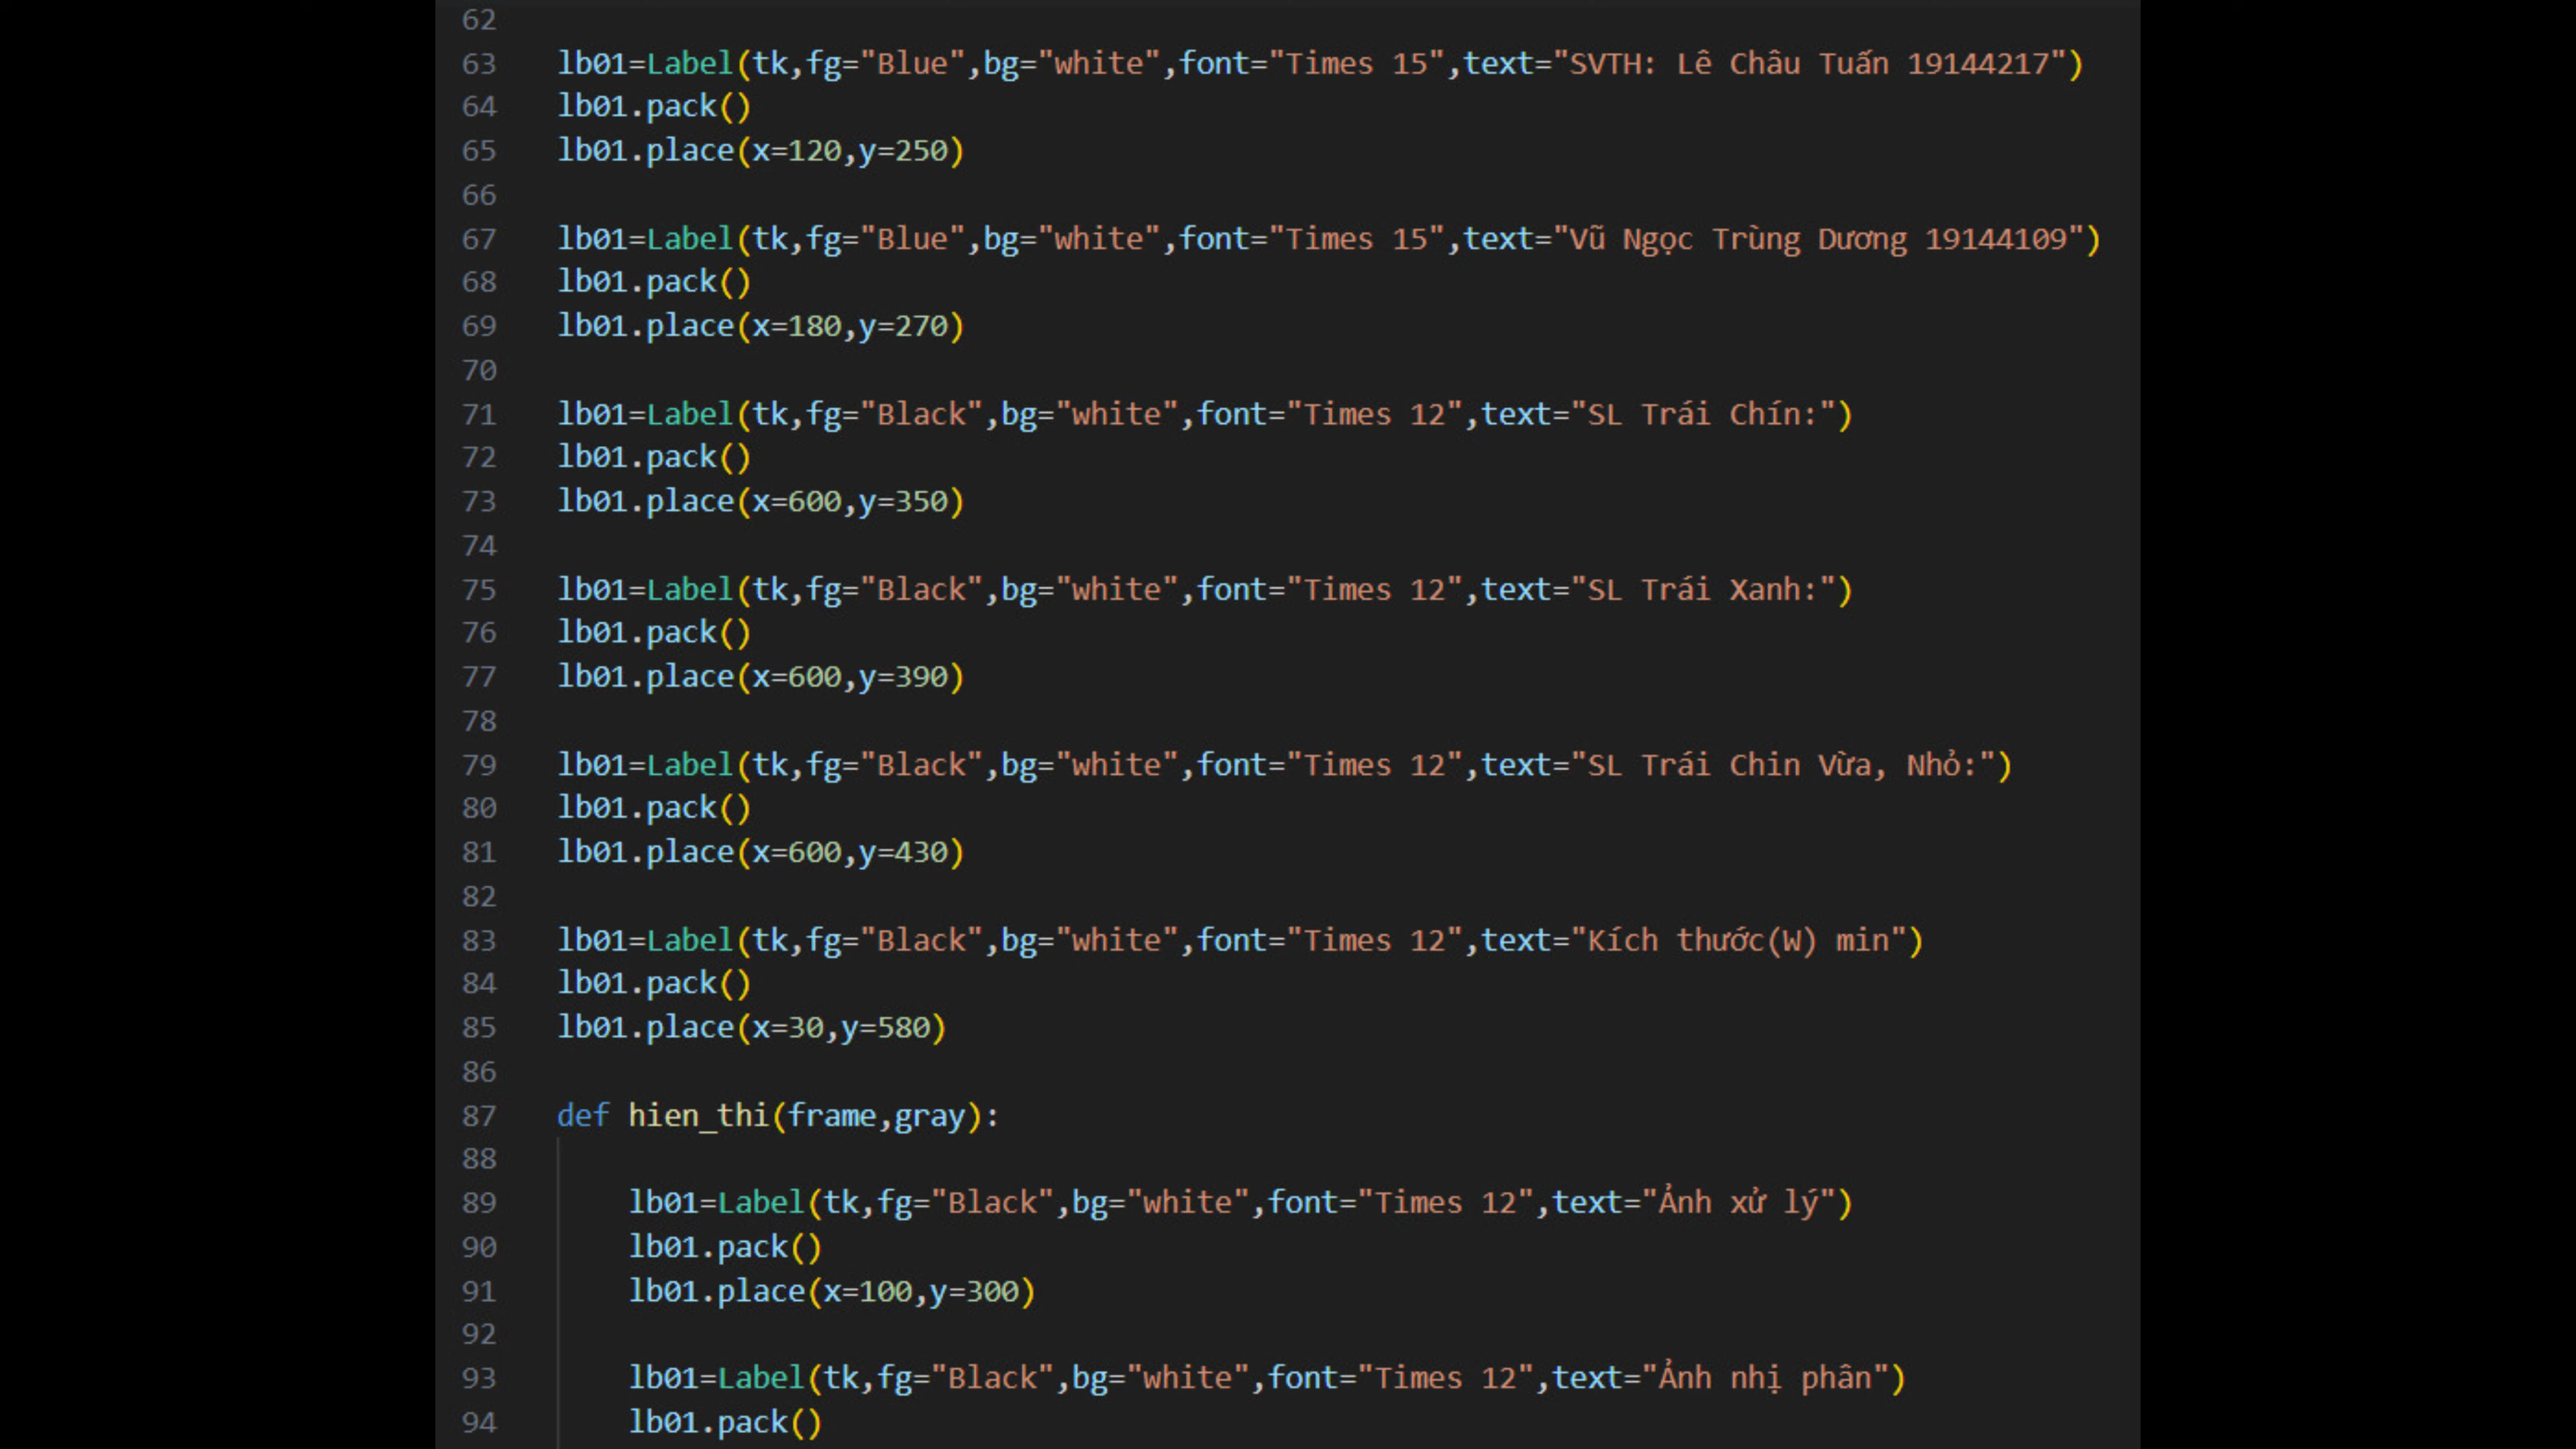 62
63 lb01=Label(tk,fg="Blue",bg="white",font="Times 15",text="SVTH: Lê Châu Tuấn 19144217")
64 lb01.pack()
65 lb01.place(x=120,y=250)
66
67 lb01=Label(tk,fg="Blue",bg="white",font="Times 15",text="Vũ Ngọc Trùng Dương 19144109")
68 lb01.pack()
69 lb01.place(x=180,y=270)
70
71 lb01=Label(tk,fg="Black",bg="white",font="Times 12",text="SL Trái Chín:")
72 lb01.pack()
73 lb01.place(x=600,y=350)
74
75 lb01=Label(tk,fg="Black",bg="white",font="Times 12",text="SL Trái Xanh:")
76 lb01.pack()
77 lb01.place(x=600,y=390)
78
79 lb01=Label(tk,fg="Black",bg="white",font="Times 12",text="SL Trái Chin Vừa, Nhỏ:")
80 lb01.pack()
81 lb01.place(x=600,y=430)
82
83 lb01=Label(tk,fg="Black",bg="white",font="Times 12",text="Kích thước(W) min")
84 lb01.pack()
85 lb01.place(x=30,y=580)
86
87 def hien_thi(frame,gray):
88
89 lb01=Label(tk,fg="Black",bg="white",font="Times 12",text="Ảnh xử lý")
90 lb01.pack()
91 lb01.place(x=100,y=300)
92
93 lb01=Label(tk,fg="Black",bg="white",font="Times 12",text="Ảnh nhị phân")
94 lb01.pack()